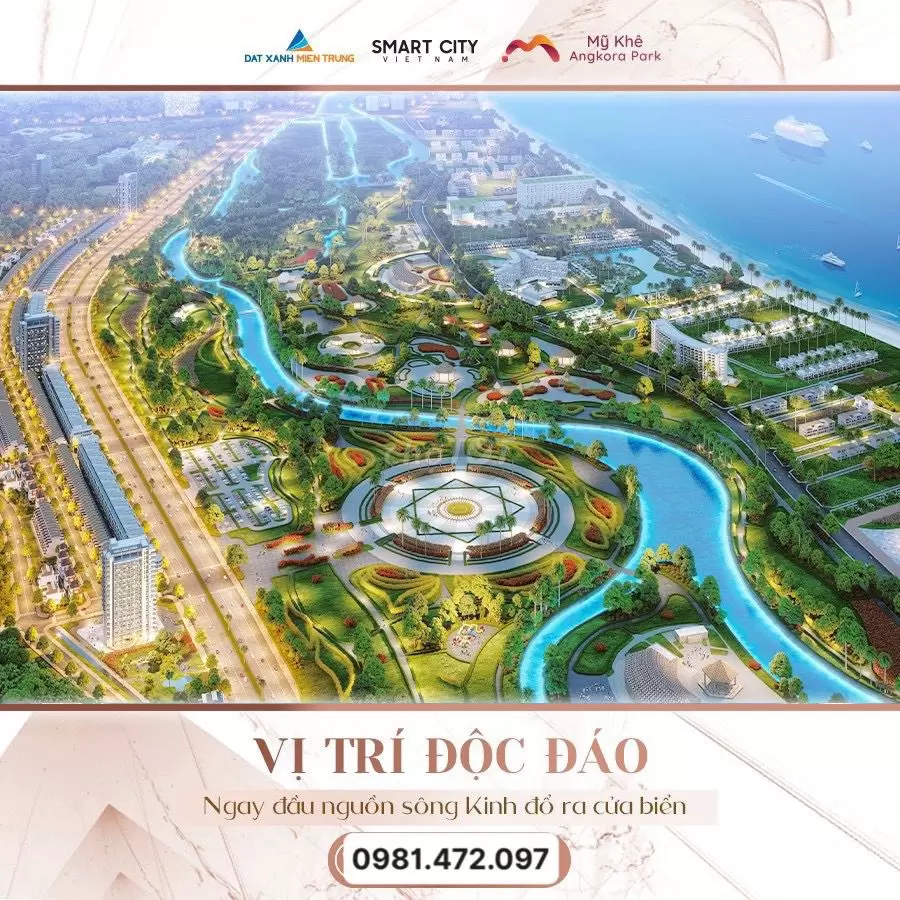 DAT XANH MIEN TRUNG
SMART CITY
VIET NAM
Mỹ Khê
Angkora Park
VỊ TRÍ ĐỘC ĐÁO
Ngay đầu nguồn sông Kinh đổ ra cửa biển
0981.472.097